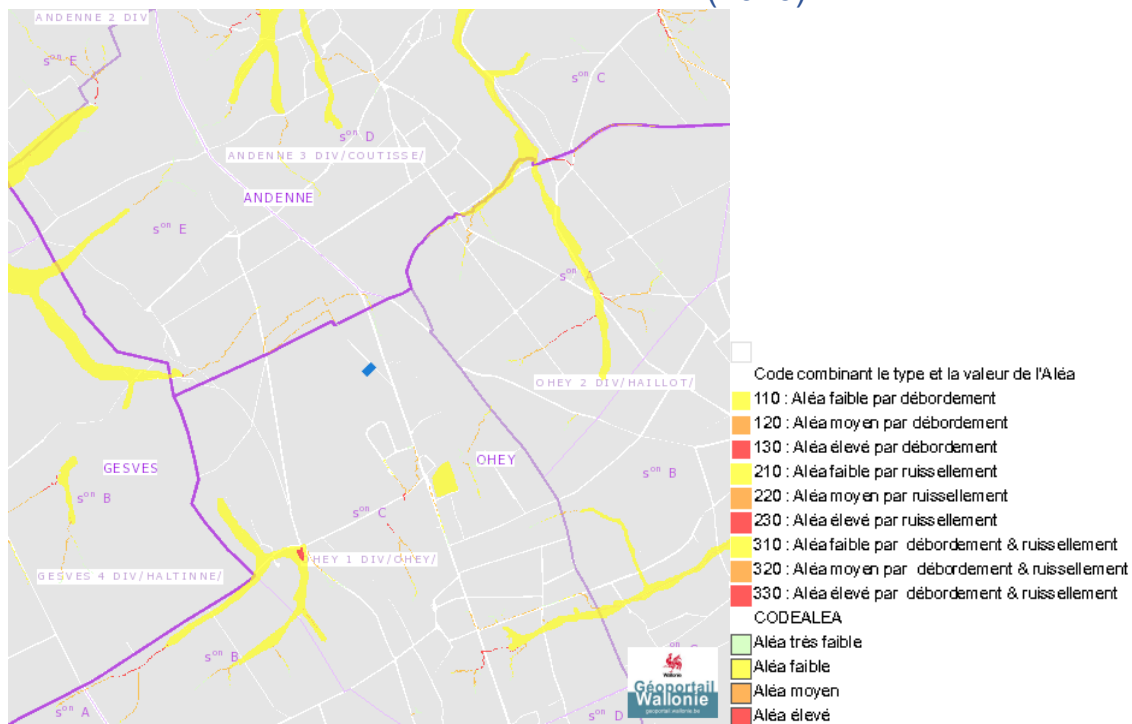 ANDENNE 2 DIV
sᵒⁿ E
sᵒⁿ C
sᵒⁿ D
ANDENNE 3 DIV/COUTISSE/
ANDENNE
sᵒⁿ E
sᵒⁿ A
OHEY 2 DIV/HAILLOT/
GESVES
OHEY
sᵒⁿ B
sᵒⁿ B
sᵒⁿ C
HEY 1 DIV/OHEY/
GESVES 4 DIV/HALTINNE/
sᵒⁿ B
sᵒⁿ A
sᵒⁿ D
Wallonie
Géoportail
Wallonie
geoportail.wallonie.be
Code combinant le type et la valeur de l'Aléa
110 : Aléa faible par débordement
120 : Aléa moyen par débordement
130 : Aléa élevé par débordement
210 : Aléa faible par ruissellement
220 : Aléa moyen par ruissellement
230 : Aléa élevé par ruissellement
310 : Aléa faible par débordement & ruissellement
320 : Aléa moyen par débordement & ruissellement
330 : Aléa élevé par débordement & ruissellement
CODEALEA
Aléa très faible
Aléa faible
Aléa moyen
Aléa élevé